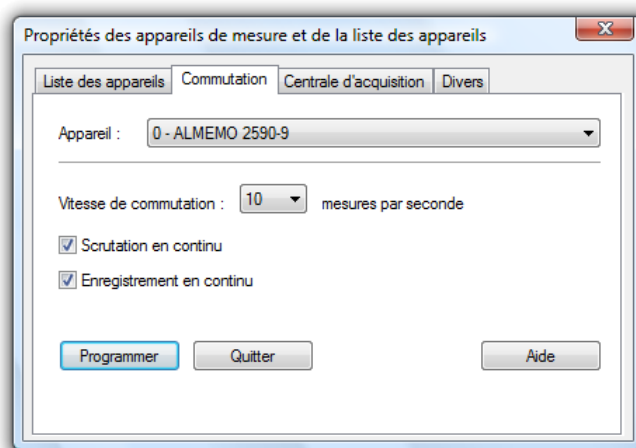 Propriétés des appareils de mesure et de la liste des appareils
Liste des appareils Commutation Centrale d'acquisition Divers
Appareil : 0 - ALMEMO 2590-9
Vitesse de commutation : 10 mesures par seconde
Scrutation en continu
Enregistrement en continu
Programmer Quitter Aide